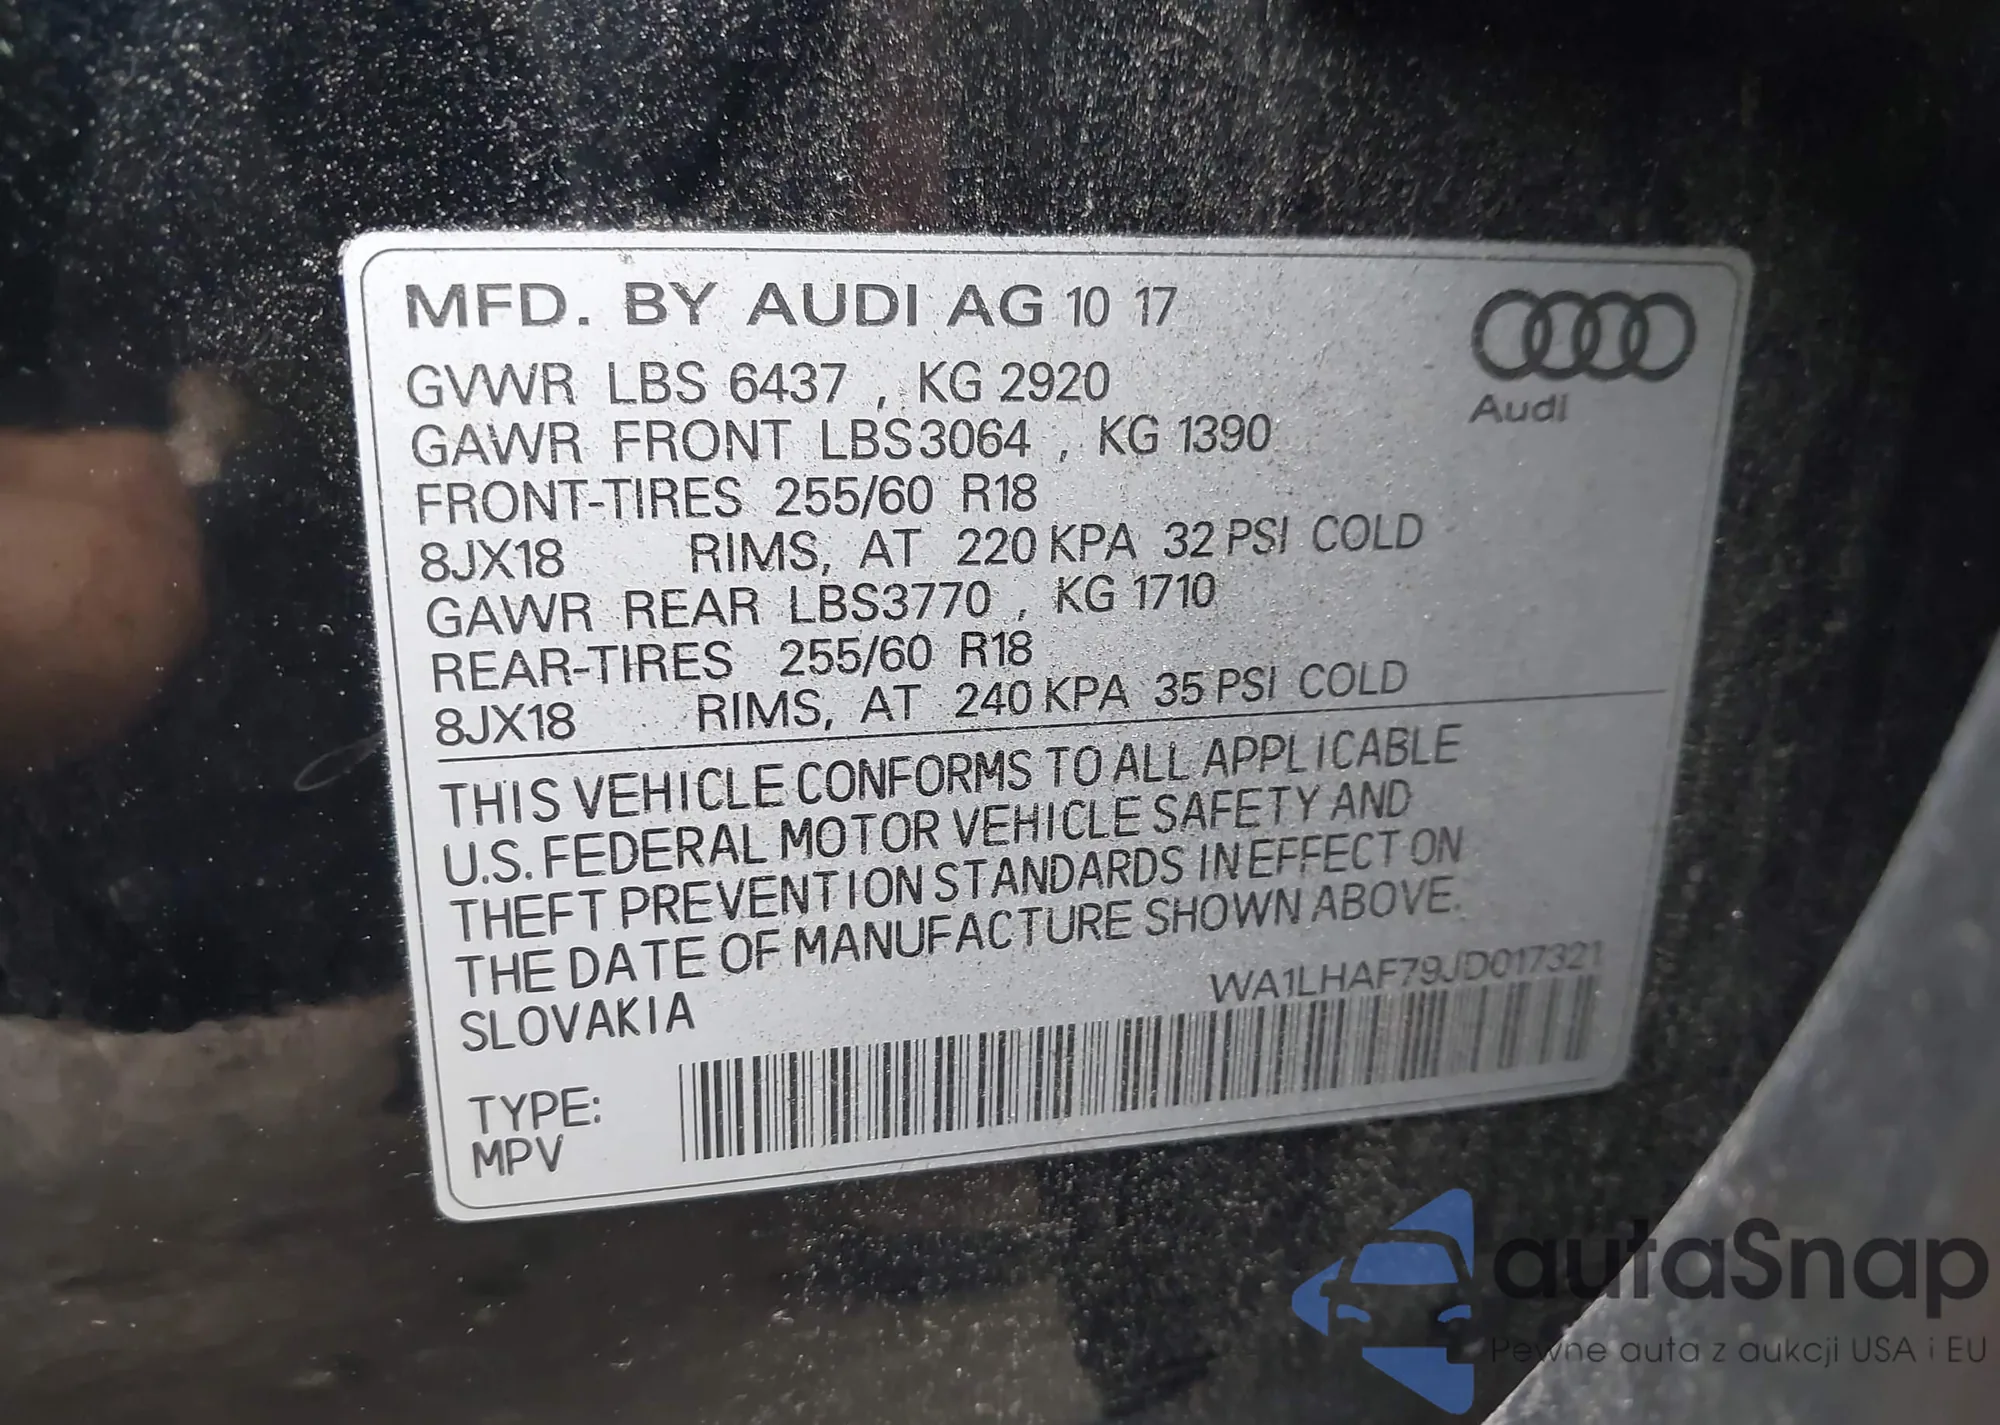 MFD. BY AUDI AG 10 17
Audi
GVWR LBS 6437 , KG 2920
GAWR FRONT LBS3064 , KG 1390
FRONT-TIRES 255/60 R18
8JX18 RIMS, AT 220 KPA 32 PSI COLD
GAWR REAR LBS3770 , KG 1710
REAR-TIRES 255/60 R18
8JX18 RIMS, AT 240 KPA 35 PSI COLD
THIS VEHICLE CONFORMS TO ALL APPLICABLE
U.S. FEDERAL MOTOR VEHICLE SAFETY AND
THEFT PREVENTION STANDARDS IN EFFECT ON
THE DATE OF MANUFACTURE SHOWN ABOVE.
SLOVAKIA
WA1LHAF79JD017321
TYPE:
MPV
autaSnap
Pewne auta z aukcji USA i EU